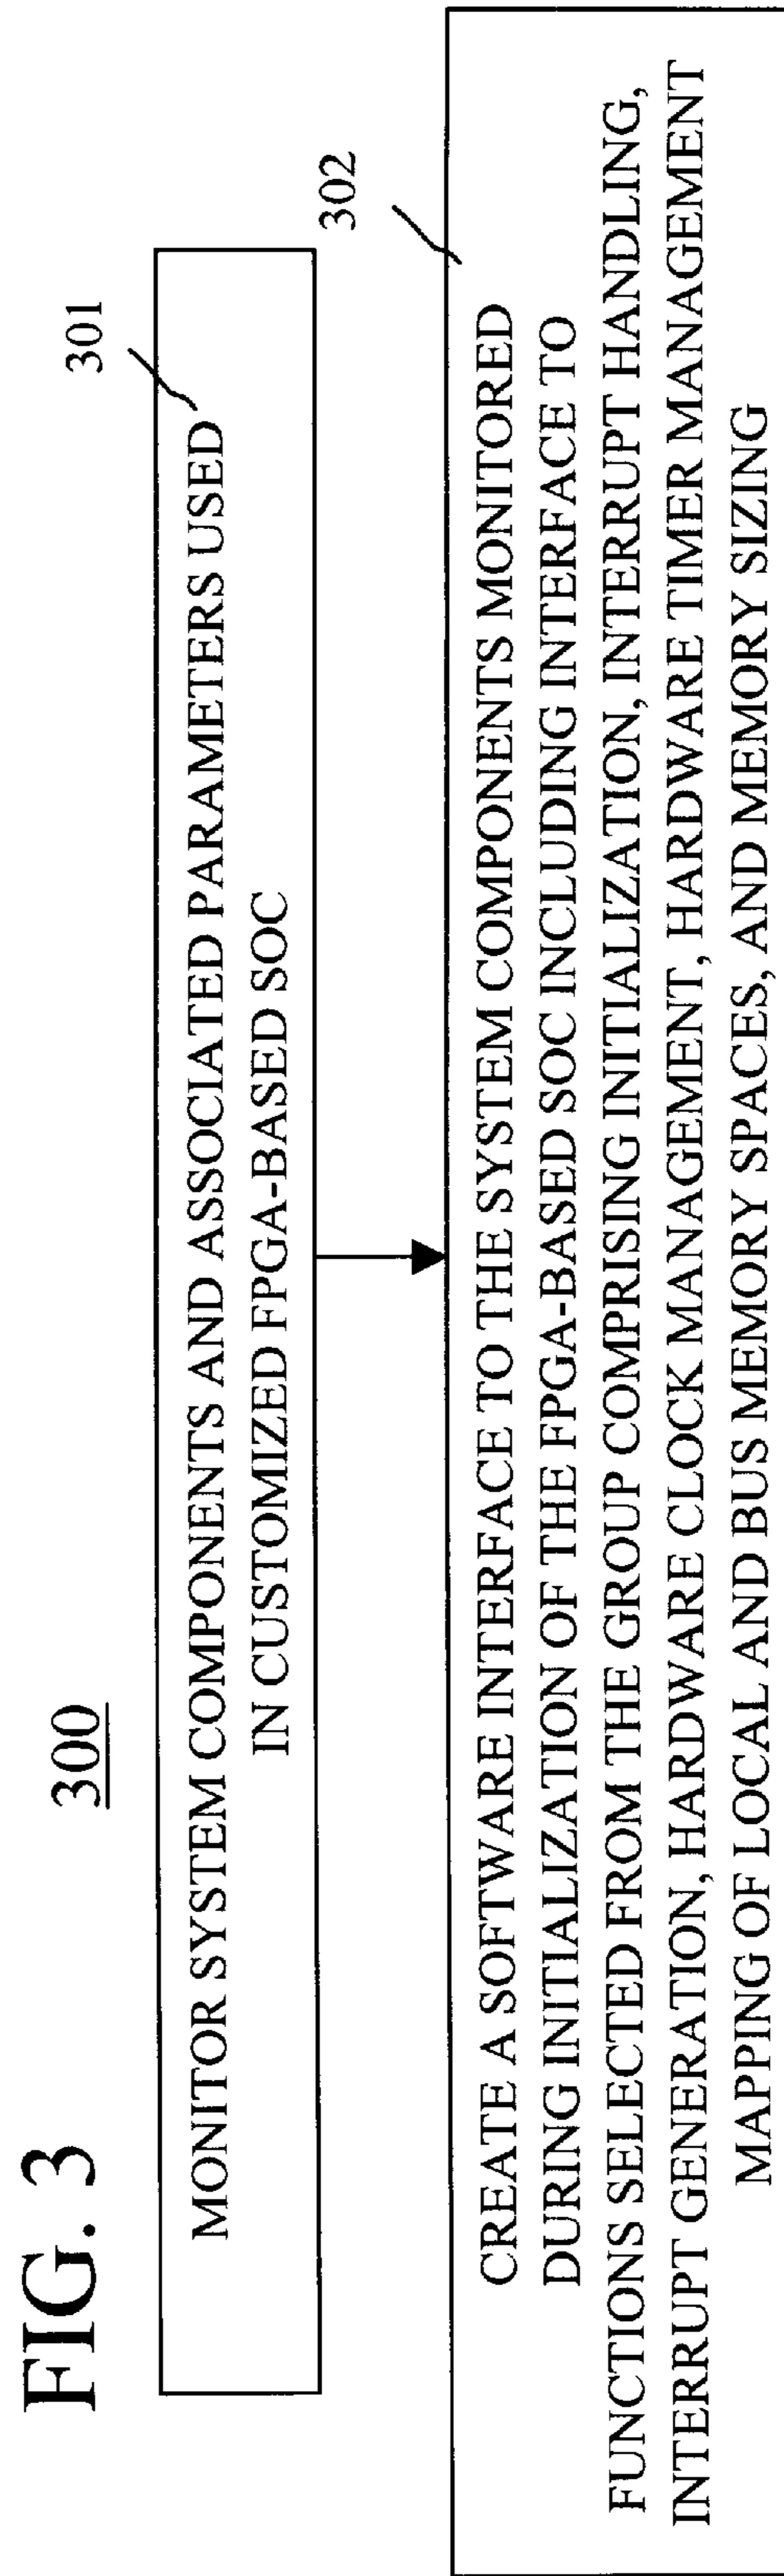 FIG. 3
300
301
MONITOR SYSTEM COMPONENTS AND ASSOCIATED PARAMETERS USED
IN CUSTOMIZED FPGA-BASED SOC
302
CREATE A SOFTWARE INTERFACE TO THE SYSTEM COMPONENTS MONITORED
DURING INITIALIZATION OF THE FPGA-BASED SOC INCLUDING INTERFACE TO
FUNCTIONS SELECTED FROM THE GROUP COMPRISING INITIALIZATION, INTERRUPT HANDLING,
INTERRUPT GENERATION, HARDWARE CLOCK MANAGEMENT, HARDWARE TIMER MANAGEMENT
MAPPING OF LOCAL AND BUS MEMORY SPACES, AND MEMORY SIZING